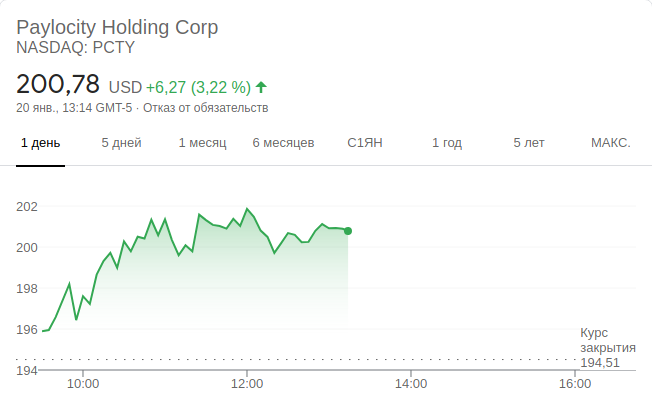 Paylocity Holding Corp
NASDAQ: PCTY
200,78 USD +6,27 (3,22 %)
20 янв., 13:14 GMT-5 · Отказ от обязательств
1 день 5 дней 1 месяц 6 месяцев С1ЯН 1 год 5 лет МАКС.
202
200
198
196
Курс
закрытия
194,51
194
10:00 12:00 14:00 16:00